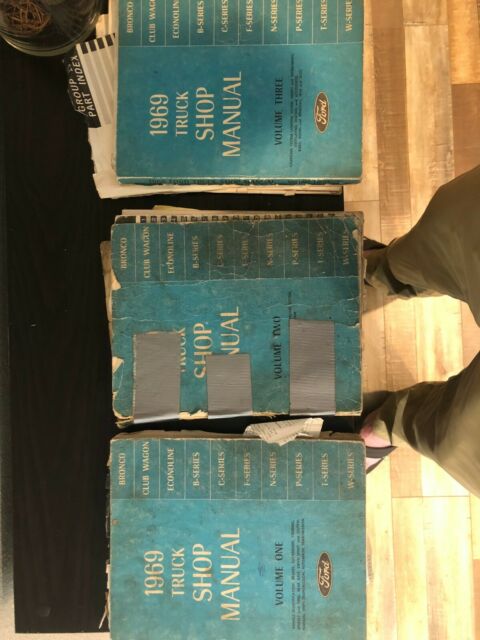 BRONCO
CLUB WAGON
ECONOLINE
B-SERIES
C-SERIES
F-SERIES
N-SERIES
P-SERIES
T-SERIES
W-SERIES
1969
TRUCK
SHOP
MANUAL
VOLUME THREE
Ford
GROUP
PART INDEX
BRONCO
CLUB WAGON
ECONOLINE
B-SERIES
C-SERIES
F-SERIES
N-SERIES
P-SERIES
T-SERIES
W-SERIES
TRUCK
SHOP
MANUAL
VOLUME TWO
BRONCO
CLUB WAGON
ECONOLINE
B-SERIES
C-SERIES
F-SERIES
N-SERIES
P-SERIES
T-SERIES
W-SERIES
1969
TRUCK
SHOP
MANUAL
VOLUME ONE
Ford